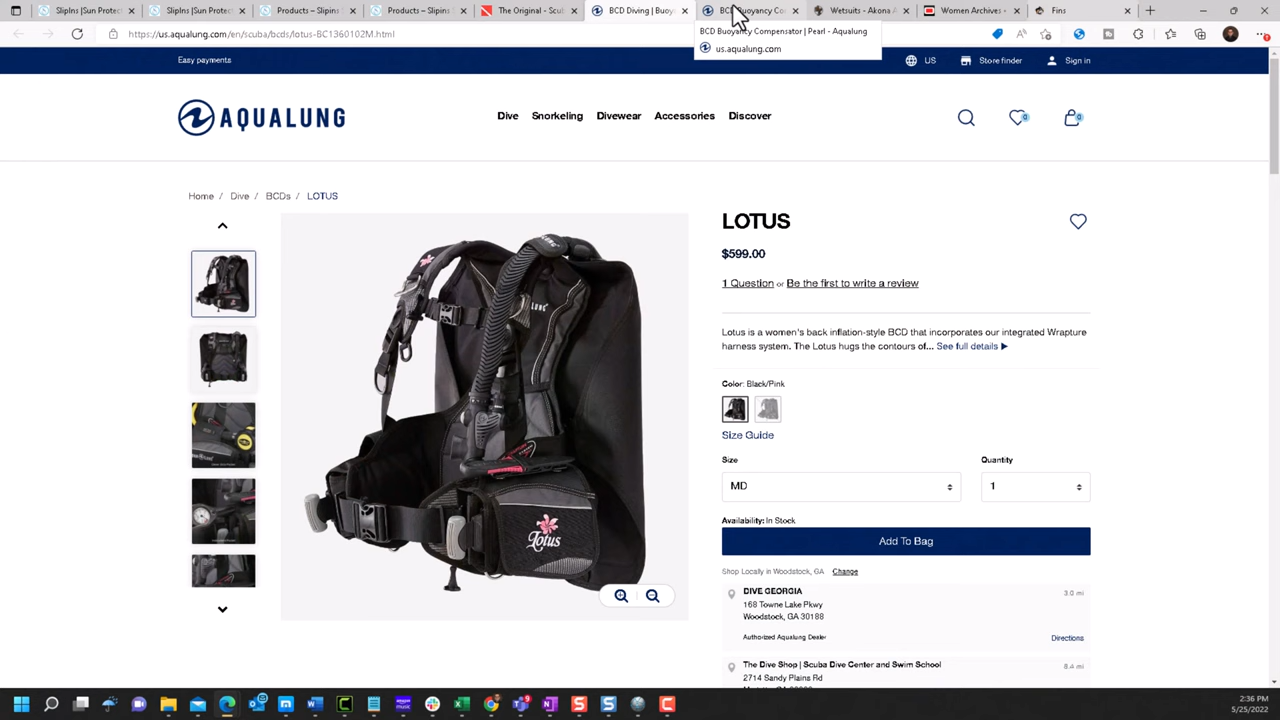 SlipIns |Sun Protec
SlipIns |Sun Protec
Products – Slipins
Products – Slipins
Products – Slipins
The Original - Scub
BCD Diving | Buoy
BCD Buoyancy Co
Wetsuits - Akona A
Women Archives -
Fins
https://us.aqualung.com/en/scuba/bcds/lotus-BC1360102M.html
BCD Buoyancy Compensator | Pearl - Aqualung
us.aqualung.com
Easy payments
US
Store finder
Sign in
AQUALUNG
Dive
Snorkeling
Divewear
Accessories
Discover
0
0
Home / Dive / BCDs / LOTUS
LOTUS
$599.00
1 Question or Be the first to write a review
Lotus is a women's back inflation-style BCD that incorporates our integrated Wrapture
harness system. The Lotus hugs the contours of... See full details ▶
Color: Black/Pink
Size Guide
Size
Quantity
MD
1
Availability: In Stock
Add To Bag
Shop Locally in Woodstock, GA Change
DIVE GEORGIA
3.0 mi
168 Towne Lake Pkwy
Woodstock, GA 30188
Authorized Aqualung Dealer
Directions
The Dive Shop | Scuba Dive Center and Swim School
8.4 mi
2714 Sandy Plains Rd
Lotus
2:36 PM
5/25/2022